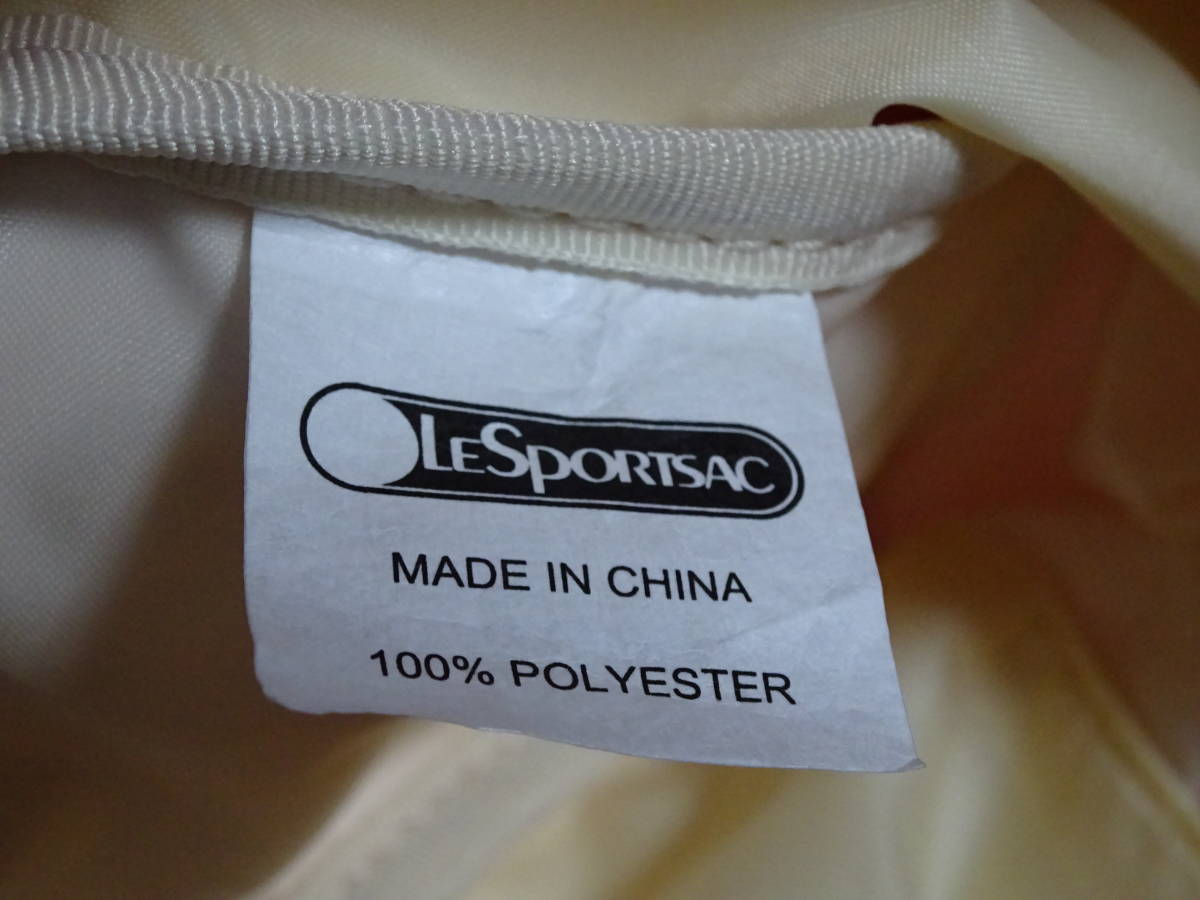 LESPORTSAC
MADE IN CHINA
100% POLYESTER